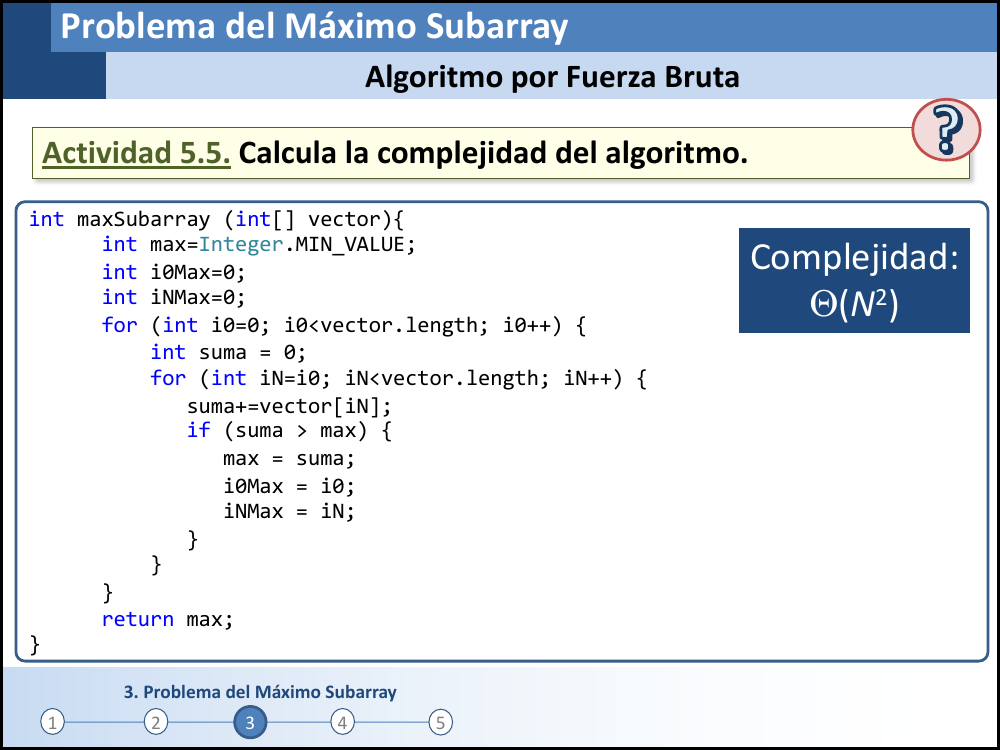 Problema del Máximo Subarray
Algoritmo por Fuerza Bruta
?
Actividad 5.5. Calcula la complejidad del algoritmo.
int maxSubarray (int[] vector){
int max=Integer.MIN_VALUE;
int i0Max=0;
int iNMax=0;
for (int i0=0; i0<vector.length; i0++) {
int suma = 0;
for (int iN=i0; iN<vector.length; iN++) {
suma+=vector[iN];
if (suma > max) {
max = suma;
i0Max = i0;
iNMax = iN;
}
}
}
return max;
}
Complejidad:
Θ(N²)
3. Problema del Máximo Subarray
1 2 3 4 5